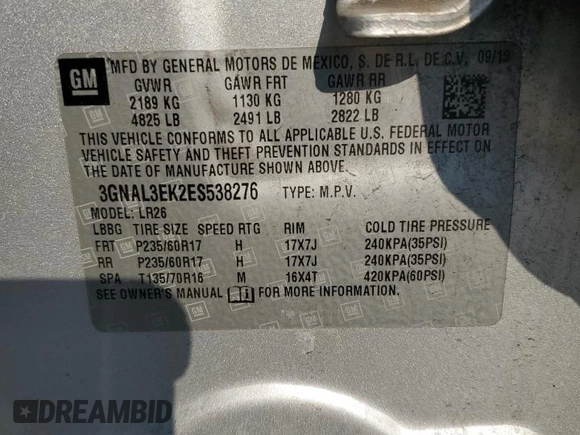 GM
MFD BY GENERAL MOTORS DE MEXICO, S. DE R.L. DE C.V. 09/13
GVWR GAWR FRT GAWR RR
2189 KG 1130 KG 1280 KG
4825 LB 2491 LB 2822 LB
THIS VEHICLE CONFORMS TO ALL APPLICABLE U.S. FEDERAL MOTOR
VEHICLE SAFETY AND THEFT PREVENTION STANDARDS IN EFFECT ON
THE DATE OF MANUFACTURE SHOWN ABOVE.
3GNAL3EK2ES538276 TYPE: M.P.V.
MODEL: LR26
LBBG TIRE SIZE SPEED RTG RIM COLD TIRE PRESSURE
FRT P235/60R17 H 17X7J 240KPA(35PSI)
RR P235/60R17 H 17X7J 240KPA(35PSI)
SPA T135/70R16 M 16X4T 420KPA(60PSI)
SEE OWNER'S MANUAL FOR MORE INFORMATION.
DREAMBID